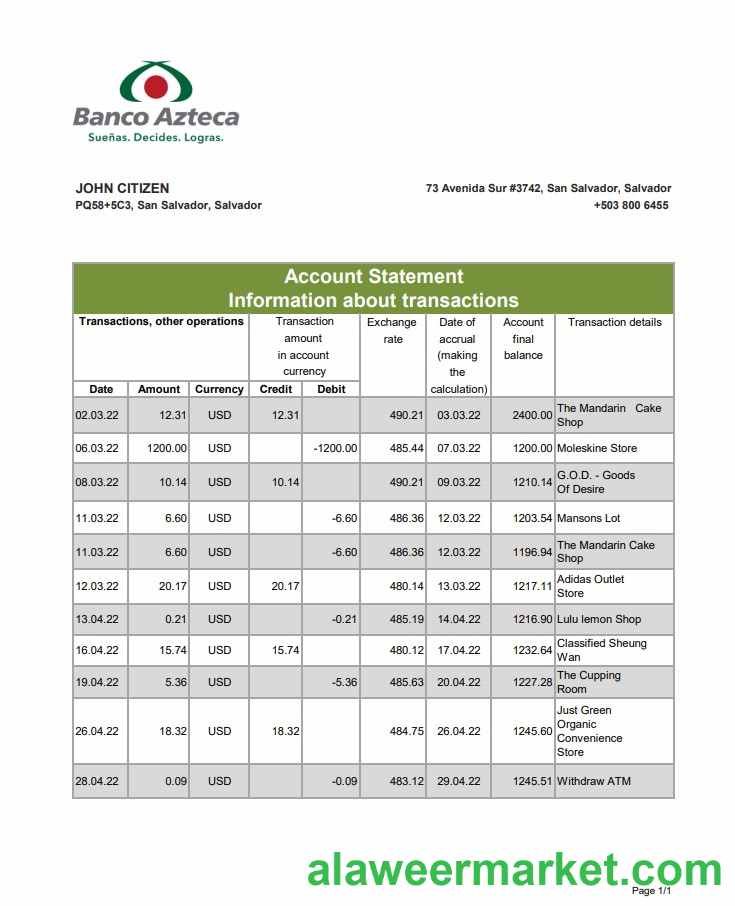 Banco Azteca
Sueñas. Decides. Logras.
JOHN CITIZEN
PQ58+5C3, San Salvador, Salvador
73 Avenida Sur #3742, San Salvador, Salvador
+503 800 6455
Account Statement
Information about transactions
Transactions, other operations Transaction amount in account currency Exchange rate Date of accrual (making the calculation) Account final balance Transaction details
Date Amount Currency Credit Debit
02.03.22 12.31 USD 12.31 490.21 03.03.22 2400.00 The Mandarin Cake Shop
06.03.22 1200.00 USD -1200.00 485.44 07.03.22 1200.00 Moleskine Store
08.03.22 10.14 USD 10.14 490.21 09.03.22 1210.14 G.O.D. - Goods Of Desire
11.03.22 6.60 USD -6.60 486.36 12.03.22 1203.54 Mansons Lot
11.03.22 6.60 USD -6.60 486.36 12.03.22 1196.94 The Mandarin Cake Shop
12.03.22 20.17 USD 20.17 480.14 13.03.22 1217.11 Adidas Outlet Store
13.04.22 0.21 USD -0.21 485.19 14.04.22 1216.90 Lulu lemon Shop
16.04.22 15.74 USD 15.74 480.12 17.04.22 1232.64 Classified Sheung Wan
19.04.22 5.36 USD -5.36 485.63 20.04.22 1227.28 The Cupping Room
26.04.22 18.32 USD 18.32 484.75 26.04.22 1245.60 Just Green Organic Convenience Store
28.04.22 0.09 USD -0.09 483.12 29.04.22 1245.51 Withdraw ATM
alaweermarket.com
Page 1/1